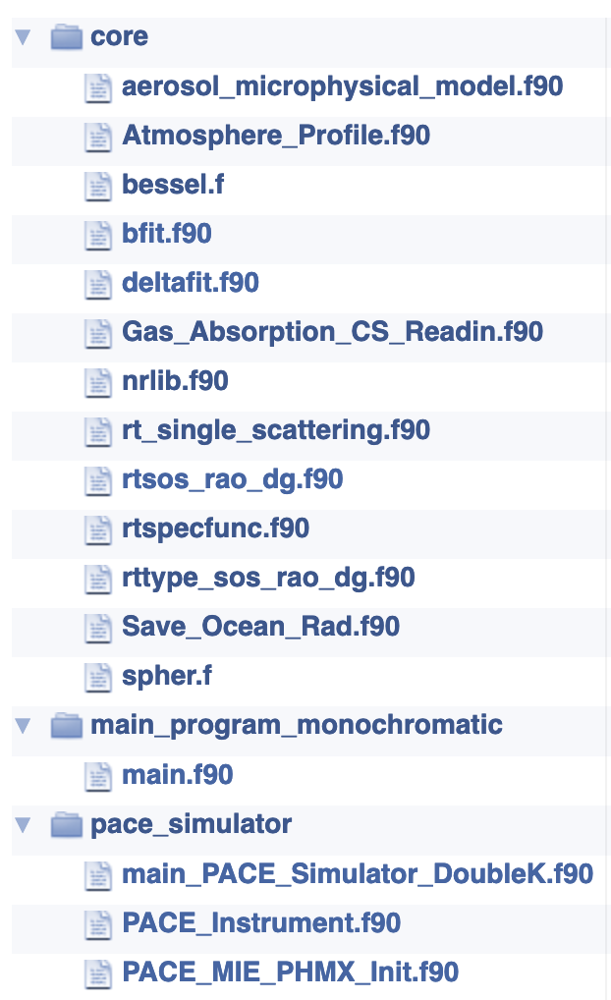 core
aerosol_microphysical_model.f90
Atmosphere_Profile.f90
bessel.f
bfit.f90
deltafit.f90
Gas_Absorption_CS_Readin.f90
nrlib.f90
rt_single_scattering.f90
rtsos_rao_dg.f90
rtspecfunc.f90
rttype_sos_rao_dg.f90
Save_Ocean_Rad.f90
spher.f
main_program_monochromatic
main.f90
pace_simulator
main_PACE_Simulator_DoubleK.f90
PACE_Instrument.f90
PACE_MIE_PHMX_Init.f90